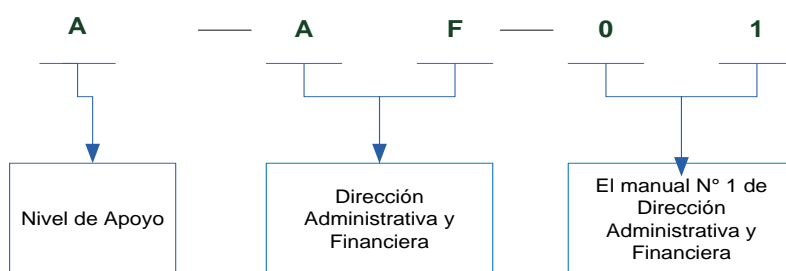 A — A F — 0 1
Nivel de Apoyo
Dirección
Administrativa y
Financiera
El manual N° 1 de
Dirección
Administrativa y
Financiera